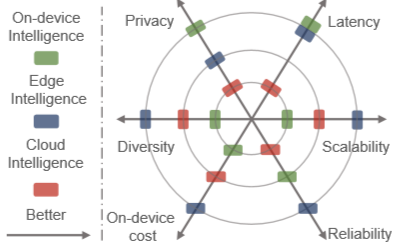 On-device
Intelligence
Edge
Intelligence
Cloud
Intelligence
Better
Privacy
Latency
Diversity
Scalability
On-device
cost
Reliability